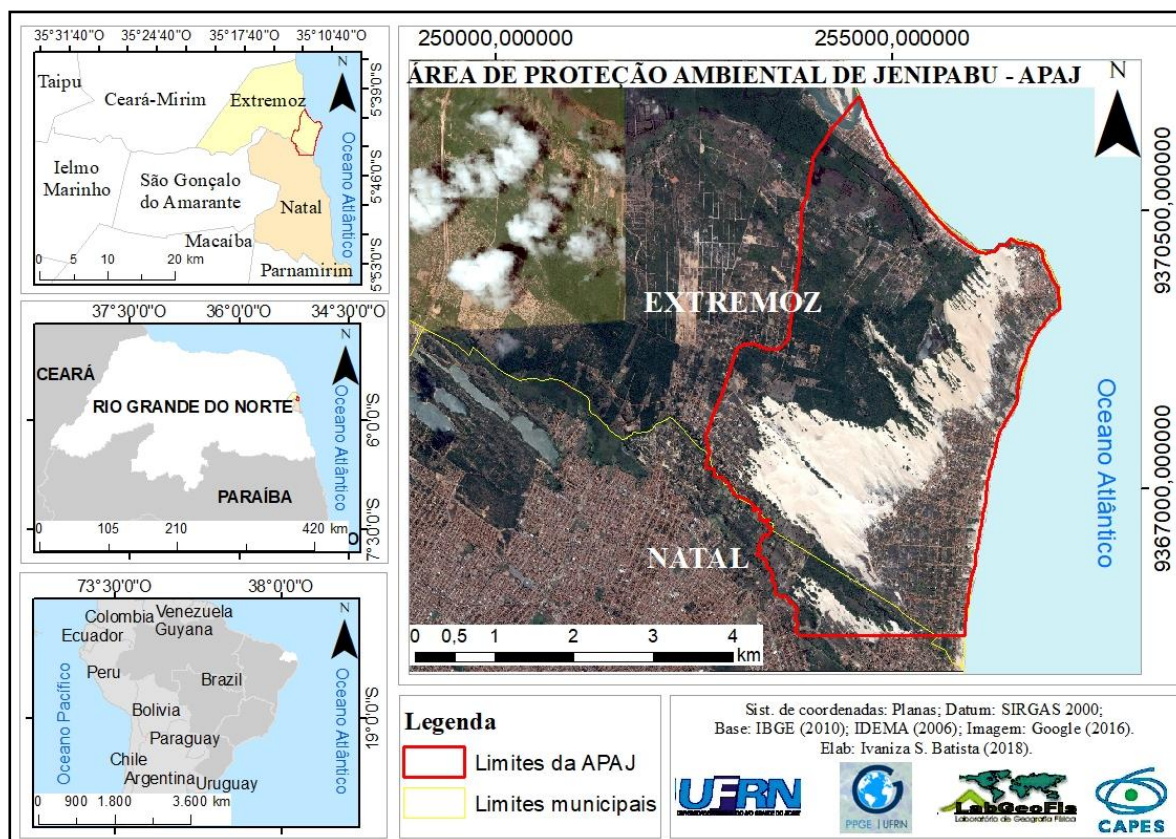 35°31'40"O 35°24'40"O 35°17'40"O 35°10'40"O
N
Taipu
Ceará-Mirim
Extremoz
Ielmo
Marinho
São Gonçalo
do Amarante
Natal
Macaíba
Parnamirim
Oceano Atlântico
0 5 10 20
km
5°39'0"S
5°46'0"S
5°53'0"S
37°30'0"O 36°0'0"O 34°30'0"O
N
CEARÁ
RIO GRANDE DO NORTE
PARAÍBA
Oceano Atlântico
0 105 210 420 km
6°0'0"S
7°30'0"S
O
73°30'0"O 38°0'0"O
N
Colombia
Venezuela
Guyana
Ecuador
Peru
Brazil
Bolivia
Paraguay
Chile
Argentina
Uruguay
Oceano Pacífico
Oceano Atlântico
0 900 1.800 3.600 km
19°0'0"S
250000,000000 255000,000000
ÁREA DE PROTEÇÃO AMBIENTAL DE JENIPABU - APAJ
N
EXTREMOZ
NATAL
Oceano Atlântico
0 0,5 1 2 3 4
km
Legenda
Limites da APAJ
Limites municipais
Sist. de coordenadas: Planas; Datum: SIRGAS 2000;
Base: IBGE (2010); IDEMA (2006); Imagem: Google (2016).
Elab: Ivaniza S. Batista (2018).
UFRN
PPGE | UFRN
LabGeoFis
Laboratório de Geografia Física
CAPES